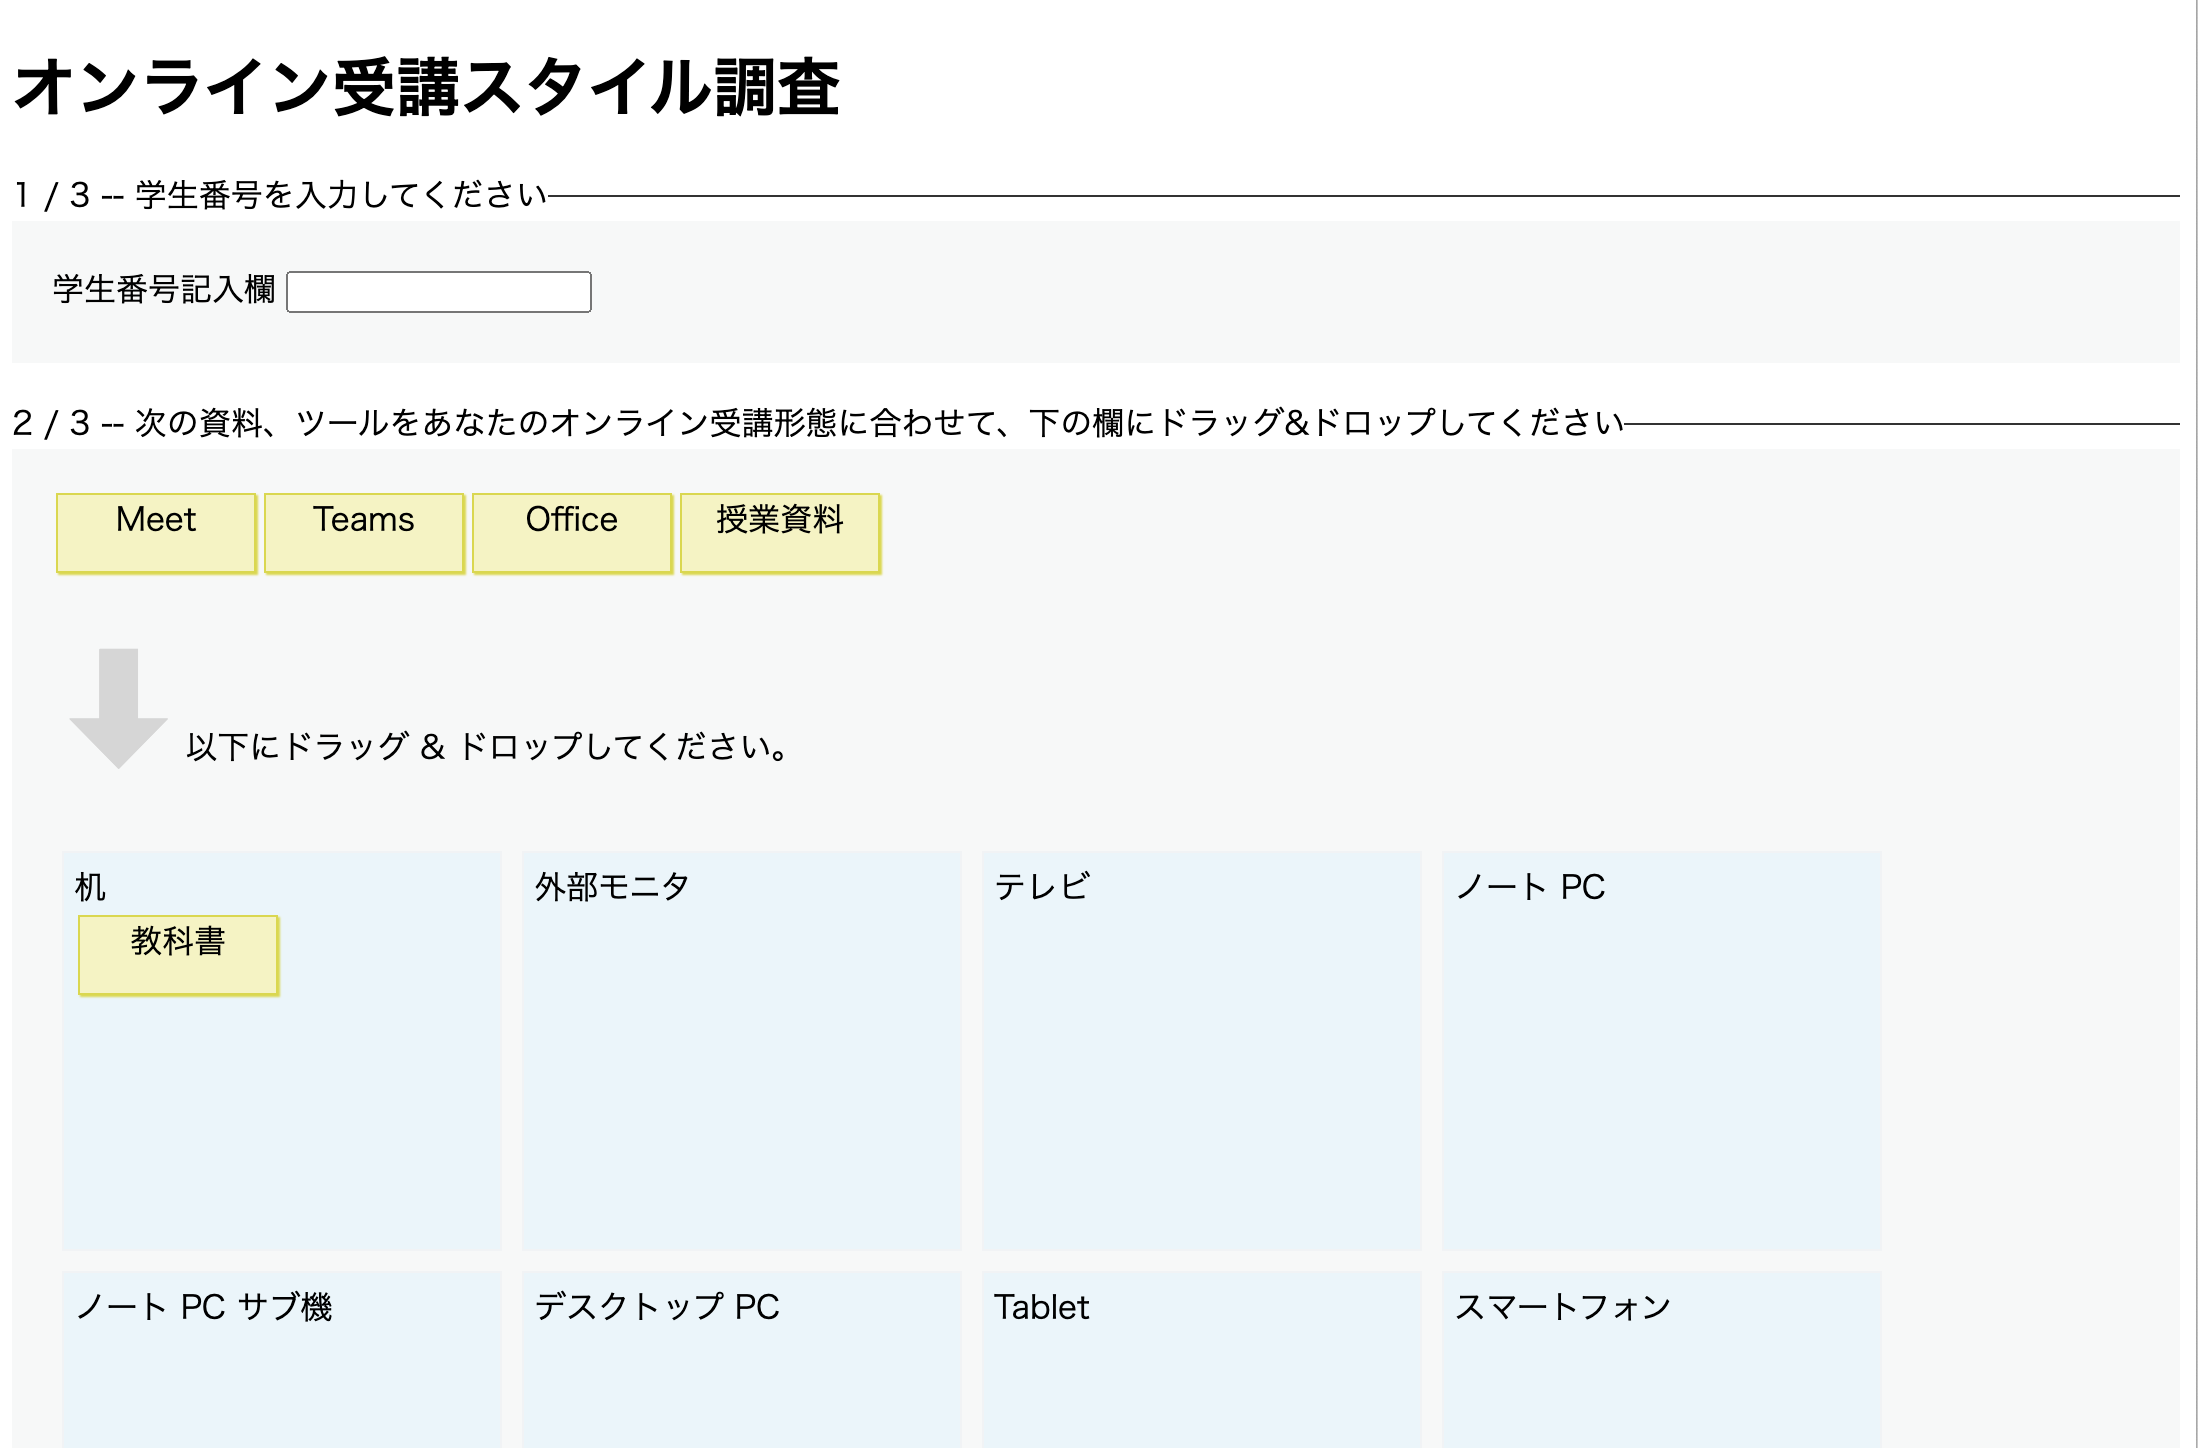 オンライン受講スタイル調査
1 / 3 -- 学生番号を入力してください
学生番号記入欄
2 / 3 -- 次の資料、ツールをあなたのオンライン受講形態に合わせて、下の欄にドラッグ&ドロップしてください
Meet Teams Office 授業資料
以下にドラッグ & ドロップしてください。
机 外部モニタ テレビ ノート PC
教科書
ノート PC サブ機 デスクトップ PC Tablet スマートフォン